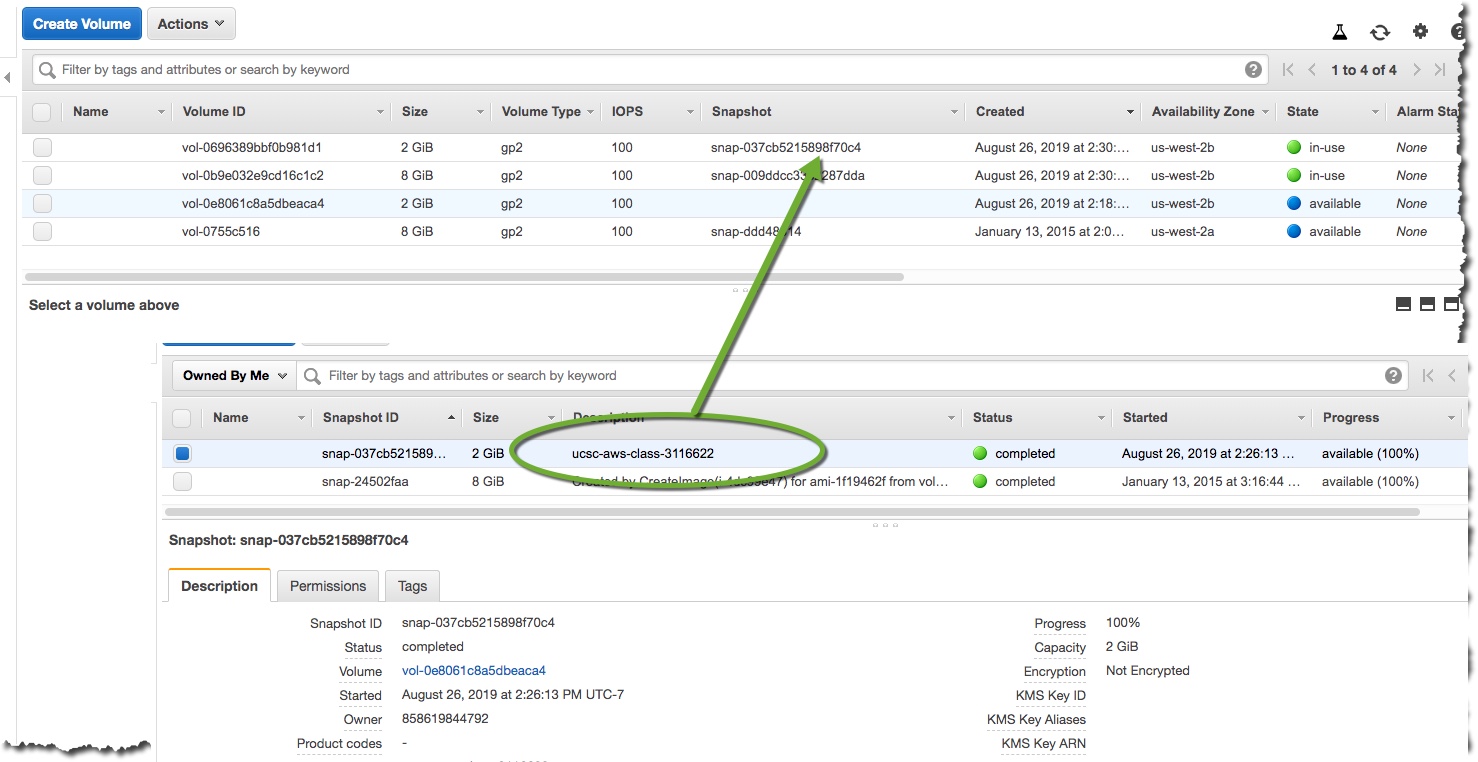 Create Volume Actions
Filter by tags and attributes or search by keyword 1 to 4 of 4
Name Volume ID Size Volume Type IOPS Snapshot Created Availability Zone State Alarm Sta
vol-0696389bbf0b981d1 2 GiB gp2 100 snap-037cb5215898f70c4 August 26, 2019 at 2:30:... us-west-2b in-use None
vol-0b9e032e9cd16c1c2 8 GiB gp2 100 August 26, 2019 at 2:30:... us-west-2b in-use None
vol-0e8061c8a5dbeaca4 2 GiB gp2 100 August 26, 2019 at 2:18:... us-west-2b available None
vol-0755c516 8 GiB gp2 100 January 13, 2015 at 2:0... us-west-2a available None
Select a volume above
Owned By Me Filter by tags and attributes or search by keyword
Name Snapshot ID Size Description Status Started Progress
snap-037cb521589... 2 GiB ucsc-aws-class-3116622 completed August 26, 2019 at 2:26:13 ... available (100%)
snap-24502faa 8 GiB Created by CreateImage for ami-1f19462f from vol... completed January 13, 2015 at 3:16:44 ... available (100%)
Snapshot: snap-037cb5215898f70c4
Description Permissions Tags
Snapshot ID snap-037cb5215898f70c4 Progress 100%
Status completed Capacity 2 GiB
Volume vol-0e8061c8a5dbeaca4 Encryption Not Encrypted
Started August 26, 2019 at 2:26:13 PM UTC-7 KMS Key ID
Owner 858619844792 KMS Key Aliases
Product codes - KMS Key ARN